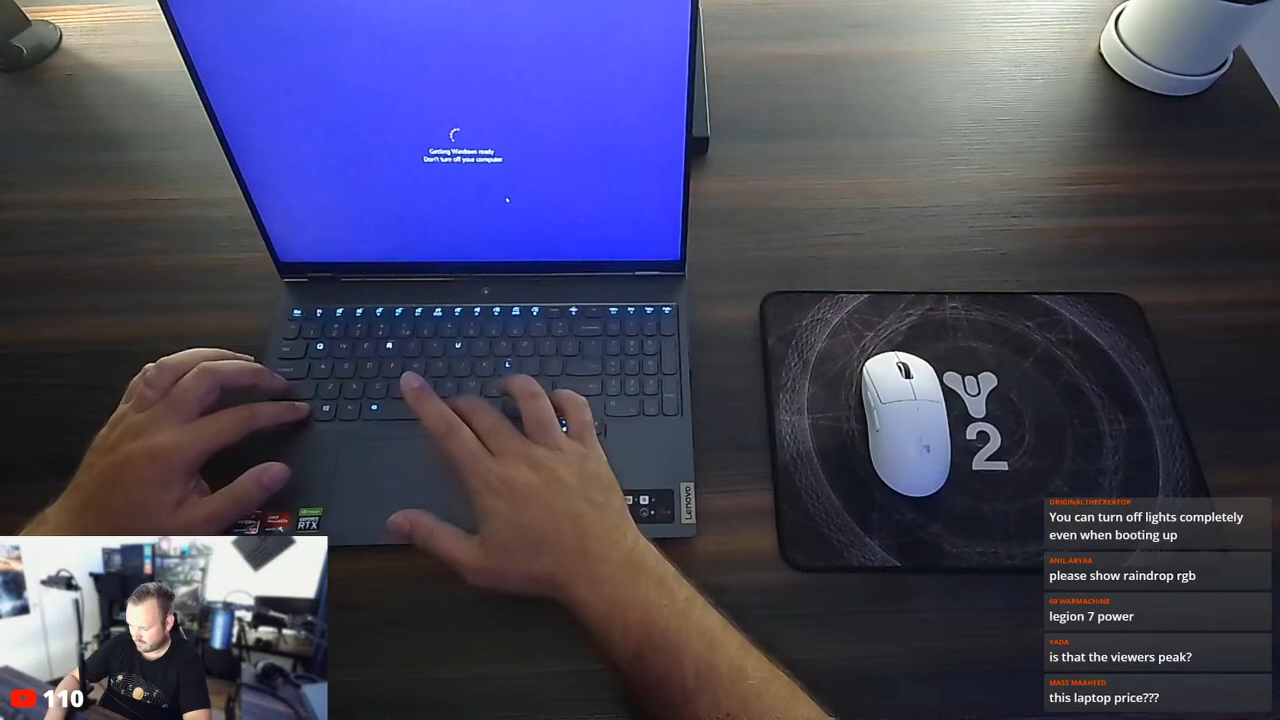 Getting Windows ready
Don't turn off your computer
2
Lenovo
RTX
ORIGINALTHECREATOR
You can turn off lights completely
even when booting up
ANIL ARYAA
please show raindrop rgb
G9 WARMACHINE
legion 7 power
YADA
is that the viewers peak?
MASS MAAHEED
this laptop price???
110